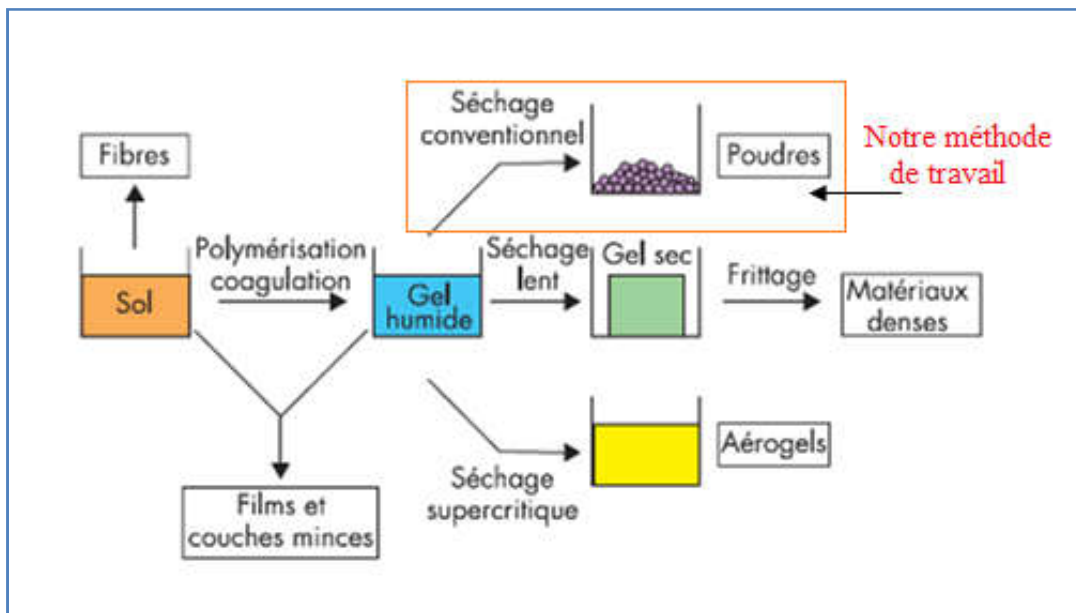 Séchage
conventionnel
Poudres
Notre méthode
de travail
Fibres
Sol
Polymérisation
coagulation
Gel
humide
Séchage
lent
Gel sec
Frittage
Matériaux
denses
Films et
couches minces
Séchage
supercritique
Aérogels